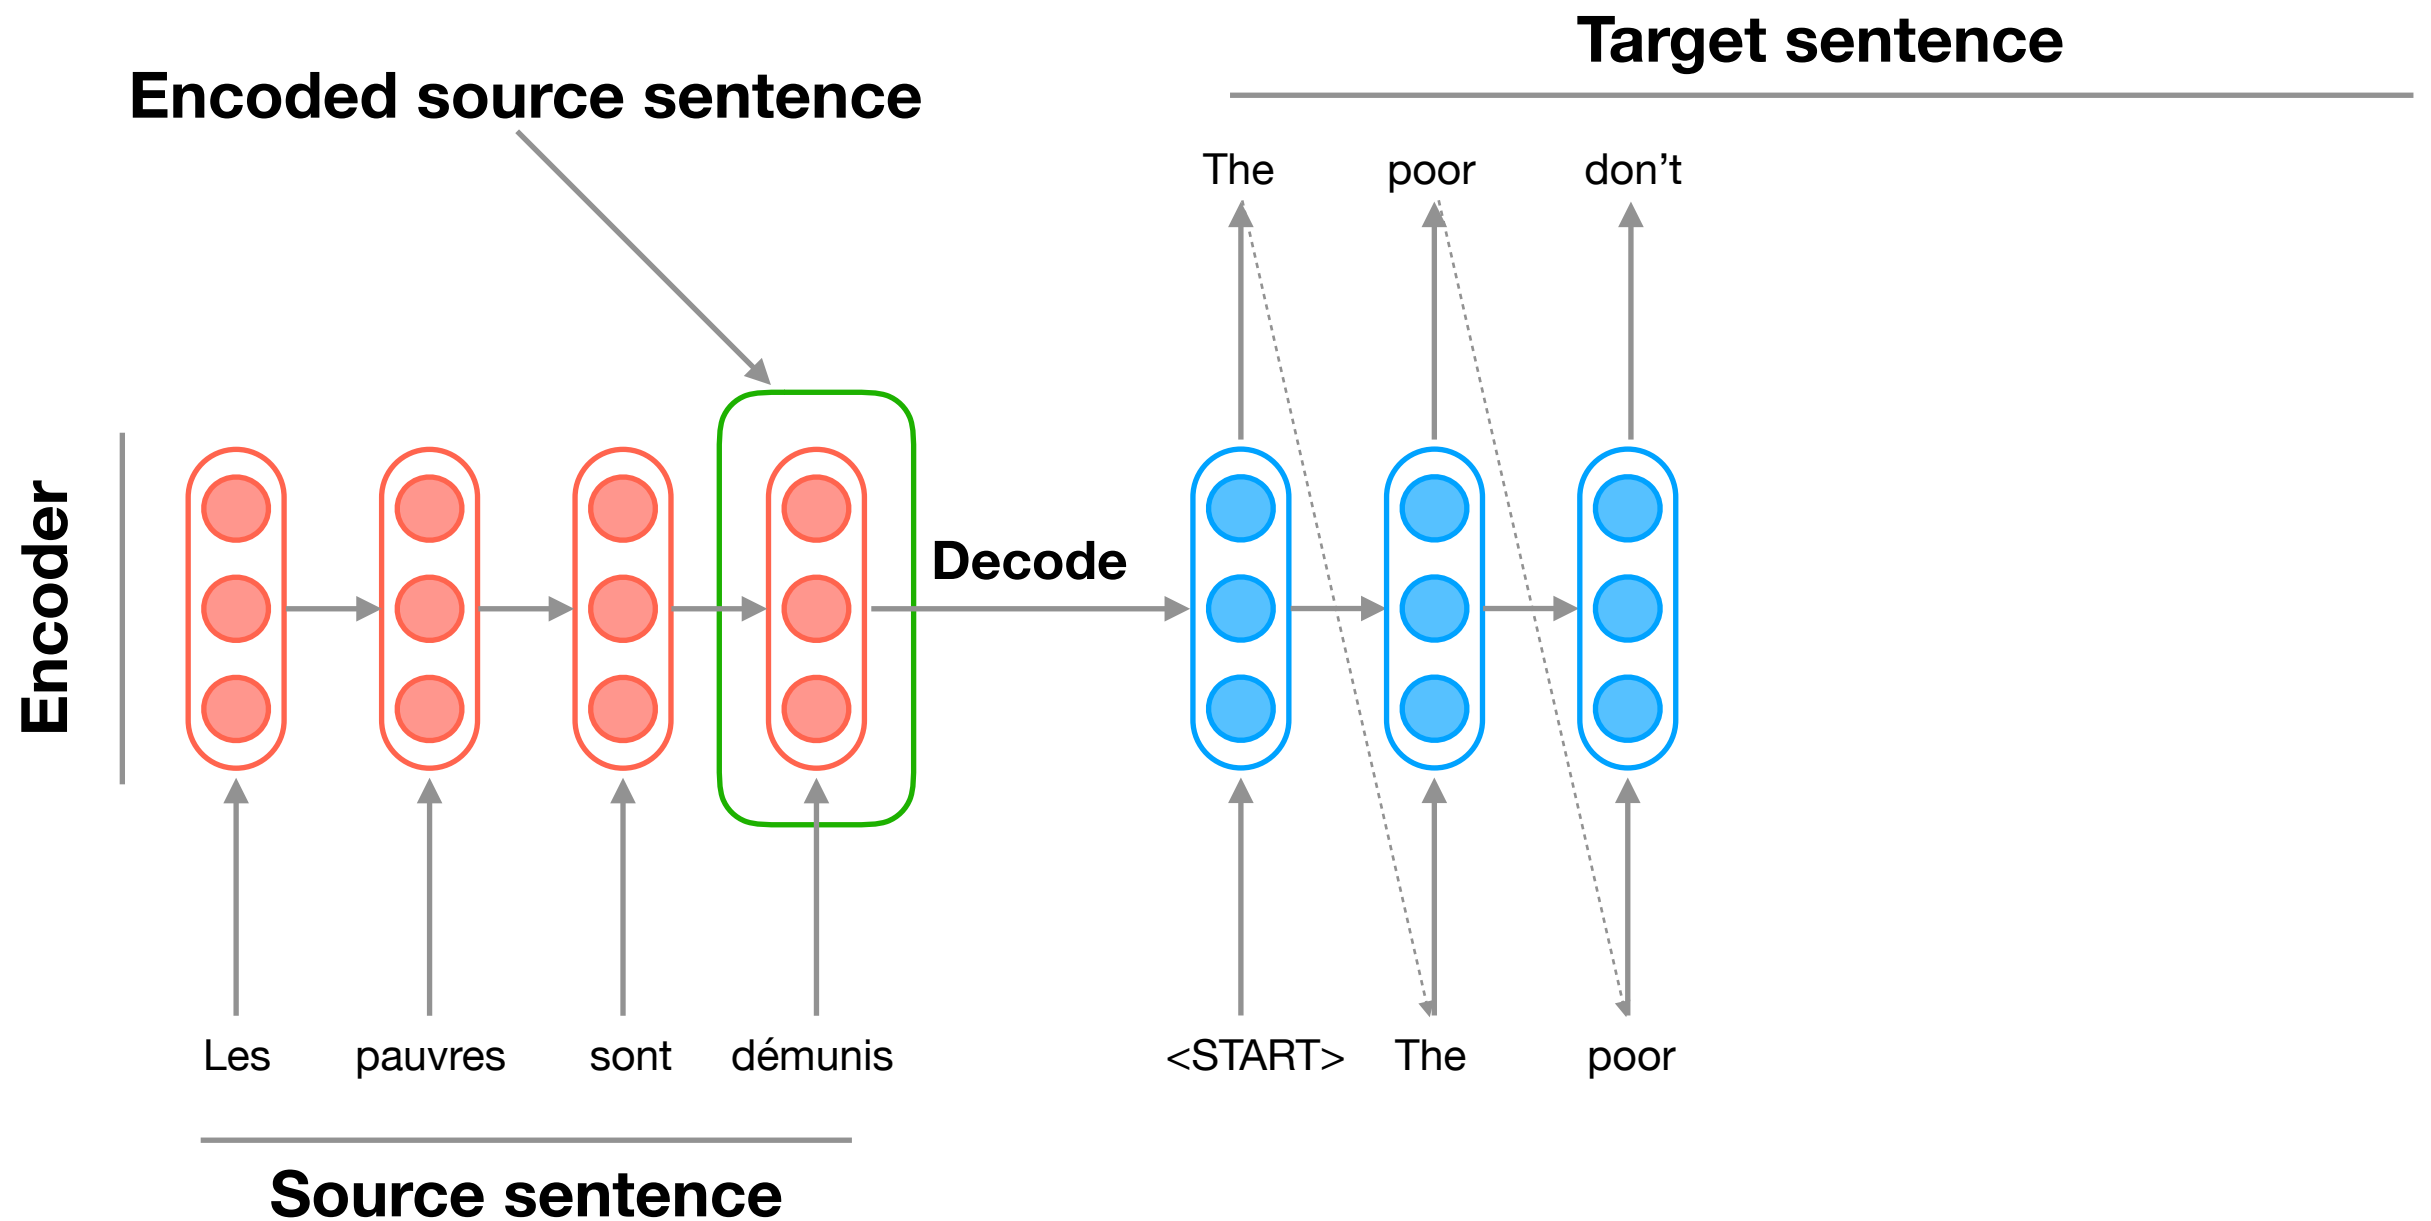 Target sentence
Encoded source sentence
The poor don’t
Encoder
Decode
Les pauvres sont démunis
<START> The poor
Source sentence